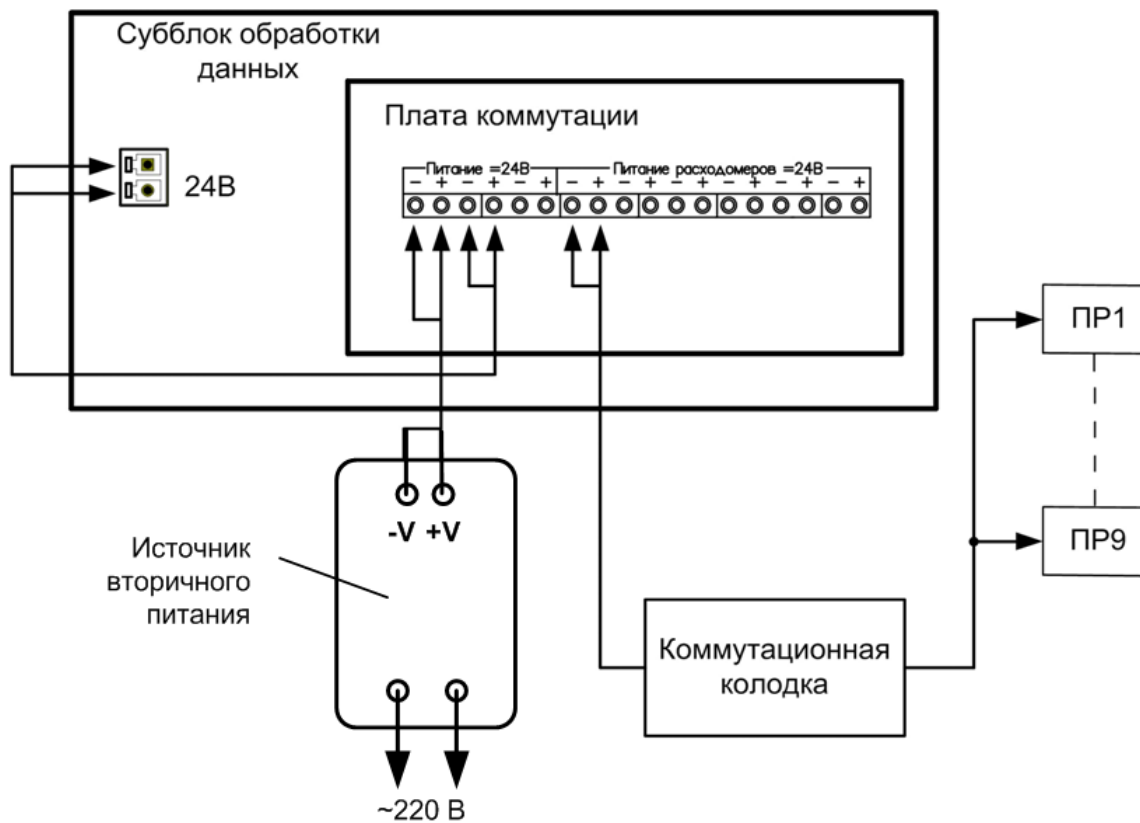 Субблок обработки
данных
Плата коммутации
Питание =24В Питание расходомеров =24В
− + − + − + − + − + − + − + − + − +
24В
ПР1
-V +V
Источник
вторичного
питания
ПР9
Коммутационная
колодка
~220 В